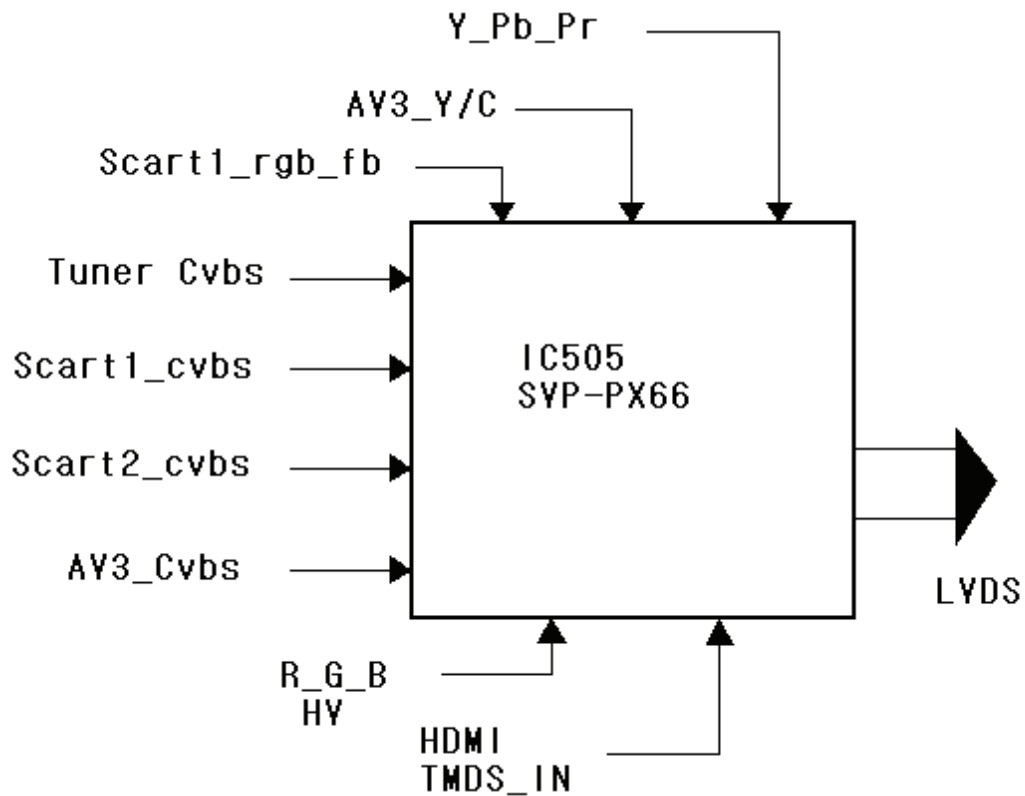 Y_Pb_Pr
AV3_Y/C
Scart1_rgb_fb
Tuner Cvbs
Scart1_cvbs
IC505
SVP-PX66
Scart2_cvbs
AV3_Cvbs
LVDS
R_G_B
HV
HDMI
TMDS_IN